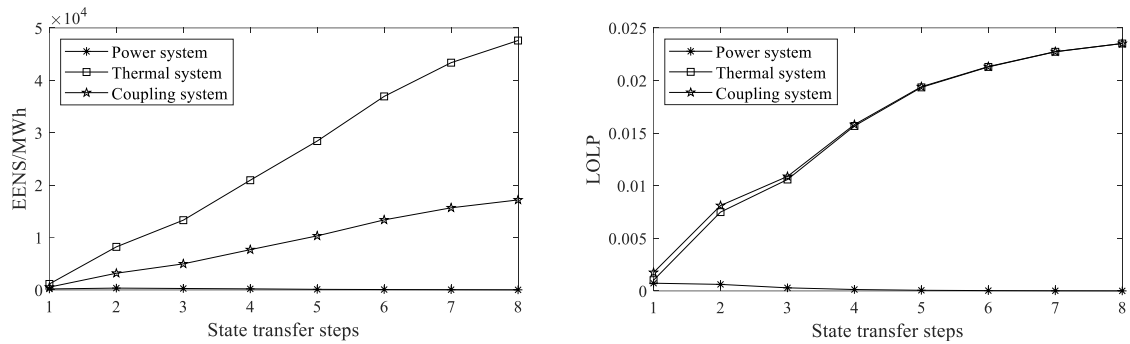 ×10⁴
5
4
3
2
1
0
EENS/MWh
Power system
Thermal system
Coupling system
1 2 3 4 5 6 7 8
State transfer steps
0.025
0.02
0.015
0.01
0.005
0
LOLP
Power system
Thermal system
Coupling system
1 2 3 4 5 6 7 8
State transfer steps